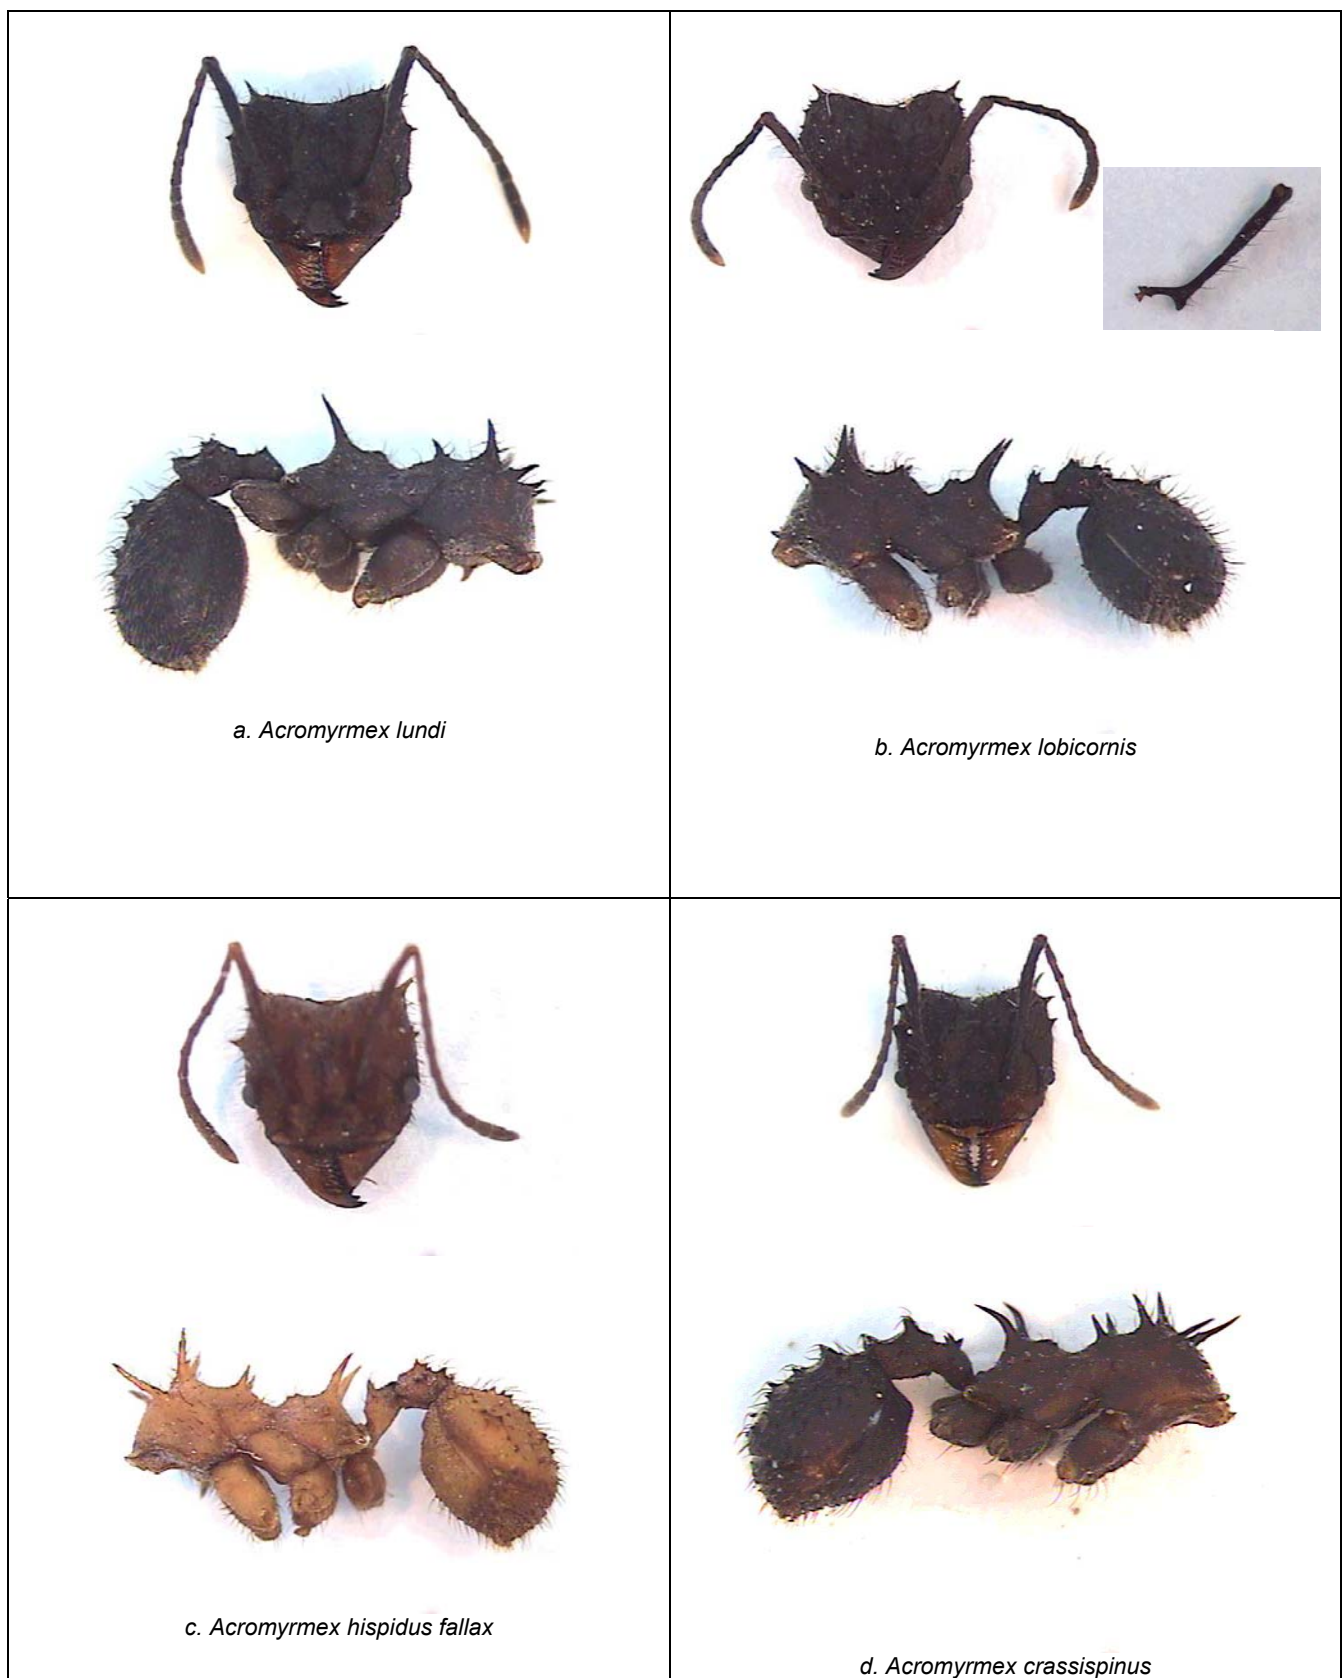 a. Acromyrmex lundi
b. Acromyrmex lobicornis
c. Acromyrmex hispidus fallax
d. Acromyrmex crassispinus